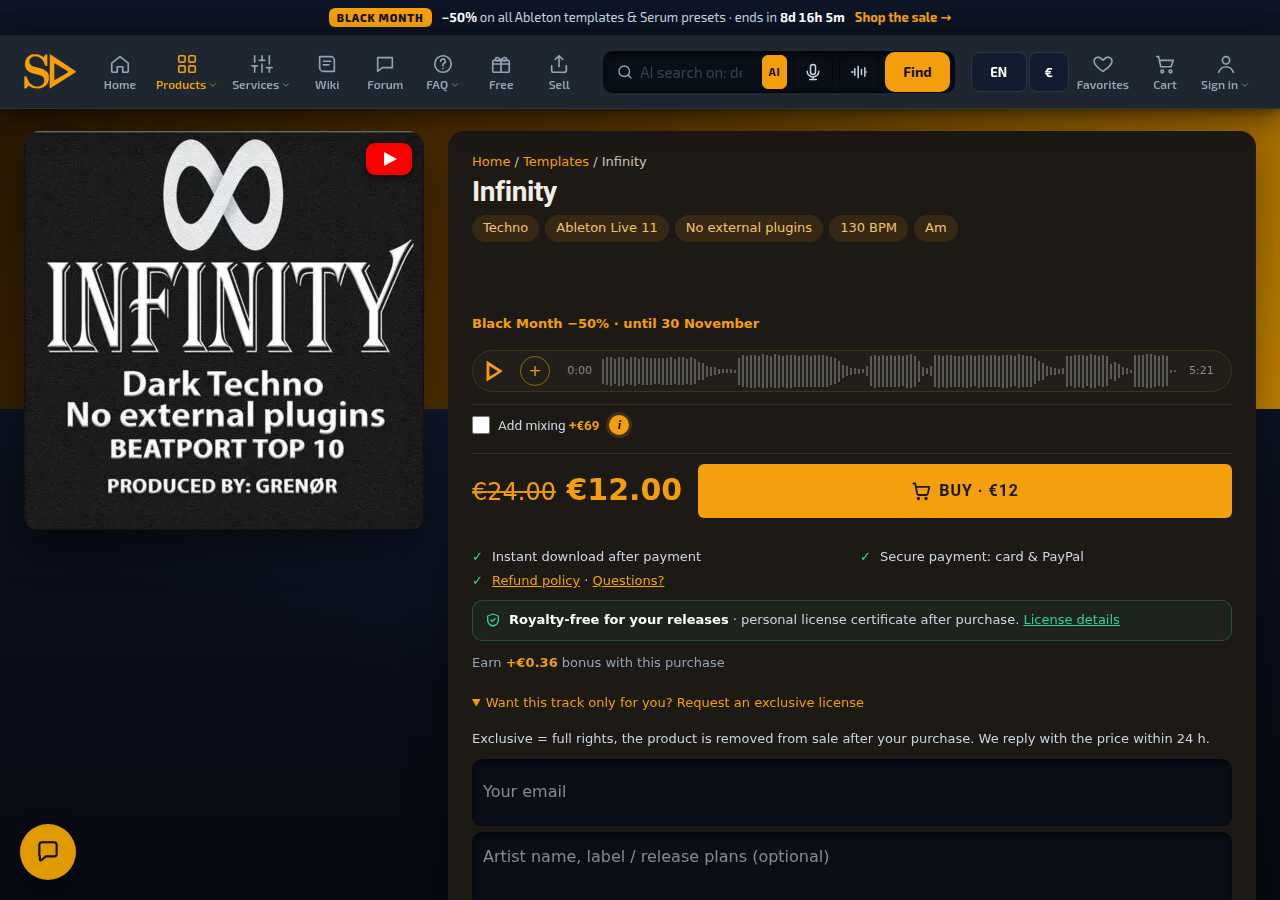 BLACK MONTH −50% on all Ableton templates & Serum presets · ends in 8d 16h 5m Shop the sale →
SD Home Products Services Wiki Forum FAQ Free Sell AI search on: dr AI Find EN € Favorites Cart Sign in
INFINITY
Dark Techno
No external plugins
BEATPORT TOP 10
PRODUCED BY: GRENØR
Home / Templates / Infinity
Infinity
Techno Ableton Live 11 No external plugins 130 BPM Am
Black Month −50% · until 30 November
0:00 5:21
Add mixing +€69 i
€24.00 €12.00 BUY · €12
✓ Instant download after payment ✓ Secure payment: card & PayPal
✓ Refund policy · Questions?
Royalty-free for your releases · personal license certificate after purchase. License details
Earn +€0.36 bonus with this purchase
▼ Want this track only for you? Request an exclusive license
Exclusive = full rights, the product is removed from sale after your purchase. We reply with the price within 24 h.
Your email
Artist name, label / release plans (optional)